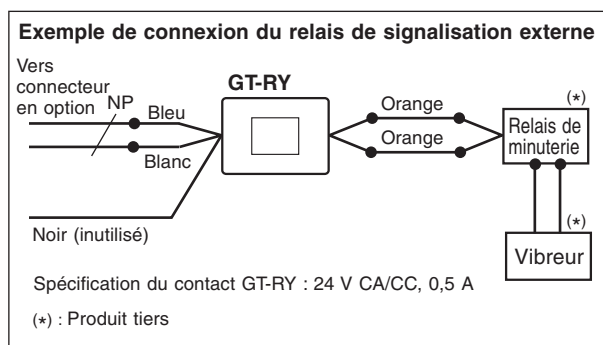 Exemple de connexion du relais de signalisation externe
Vers
connecteur
en option
NP
Bleu
Blanc
Noir (inutilisé)
GT-RY
Orange
Orange
(*)
Relais de
minuterie
(*)
Vibreur
Spécification du contact GT-RY : 24 V CA/CC, 0,5 A
(*) : Produit tiers